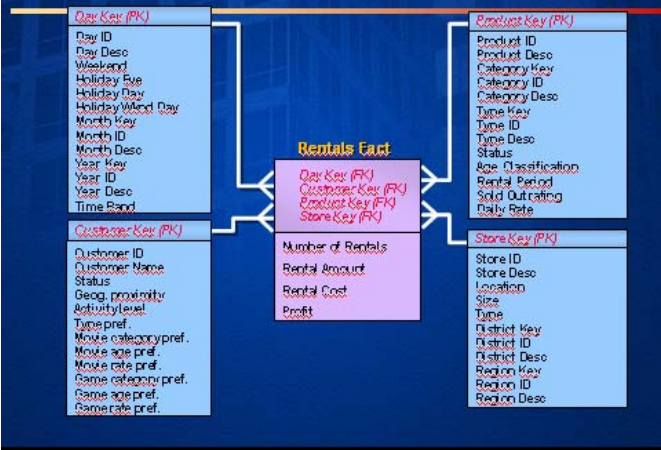 Day Key (PK)
Day ID
Day Desc
Weekend
Holiday Eve
Holiday Day
Holiday Wknd Day
Month Key
Month ID
Month Desc
Year Key
Year ID
Year Desc
Time Band
Customer Key (PK)
Customer ID
Customer Name
Status
Geog. proximity
Activity level
Type pref.
Movie category pref.
Movie age pref.
Movie rate pref.
Game category pref.
Game age pref.
Game rate pref.
Rentals Fact
Day Key (FK)
Customer Key (FK)
Product Key (FK)
Store Key (FK)
Number of Rentals
Rental Amount
Rental Cost
Profit
Product Key (PK)
Product ID
Product Desc
Category Key
Category ID
Category Desc
Type Key
Type ID
Type Desc
Status
Age Classification
Rental Period
Sold Out rating
Daily Rate
Store Key (PK)
Store ID
Store Desc
Location
Size
Type
District Key
District ID
District Desc
Region Key
Region ID
Region Desc